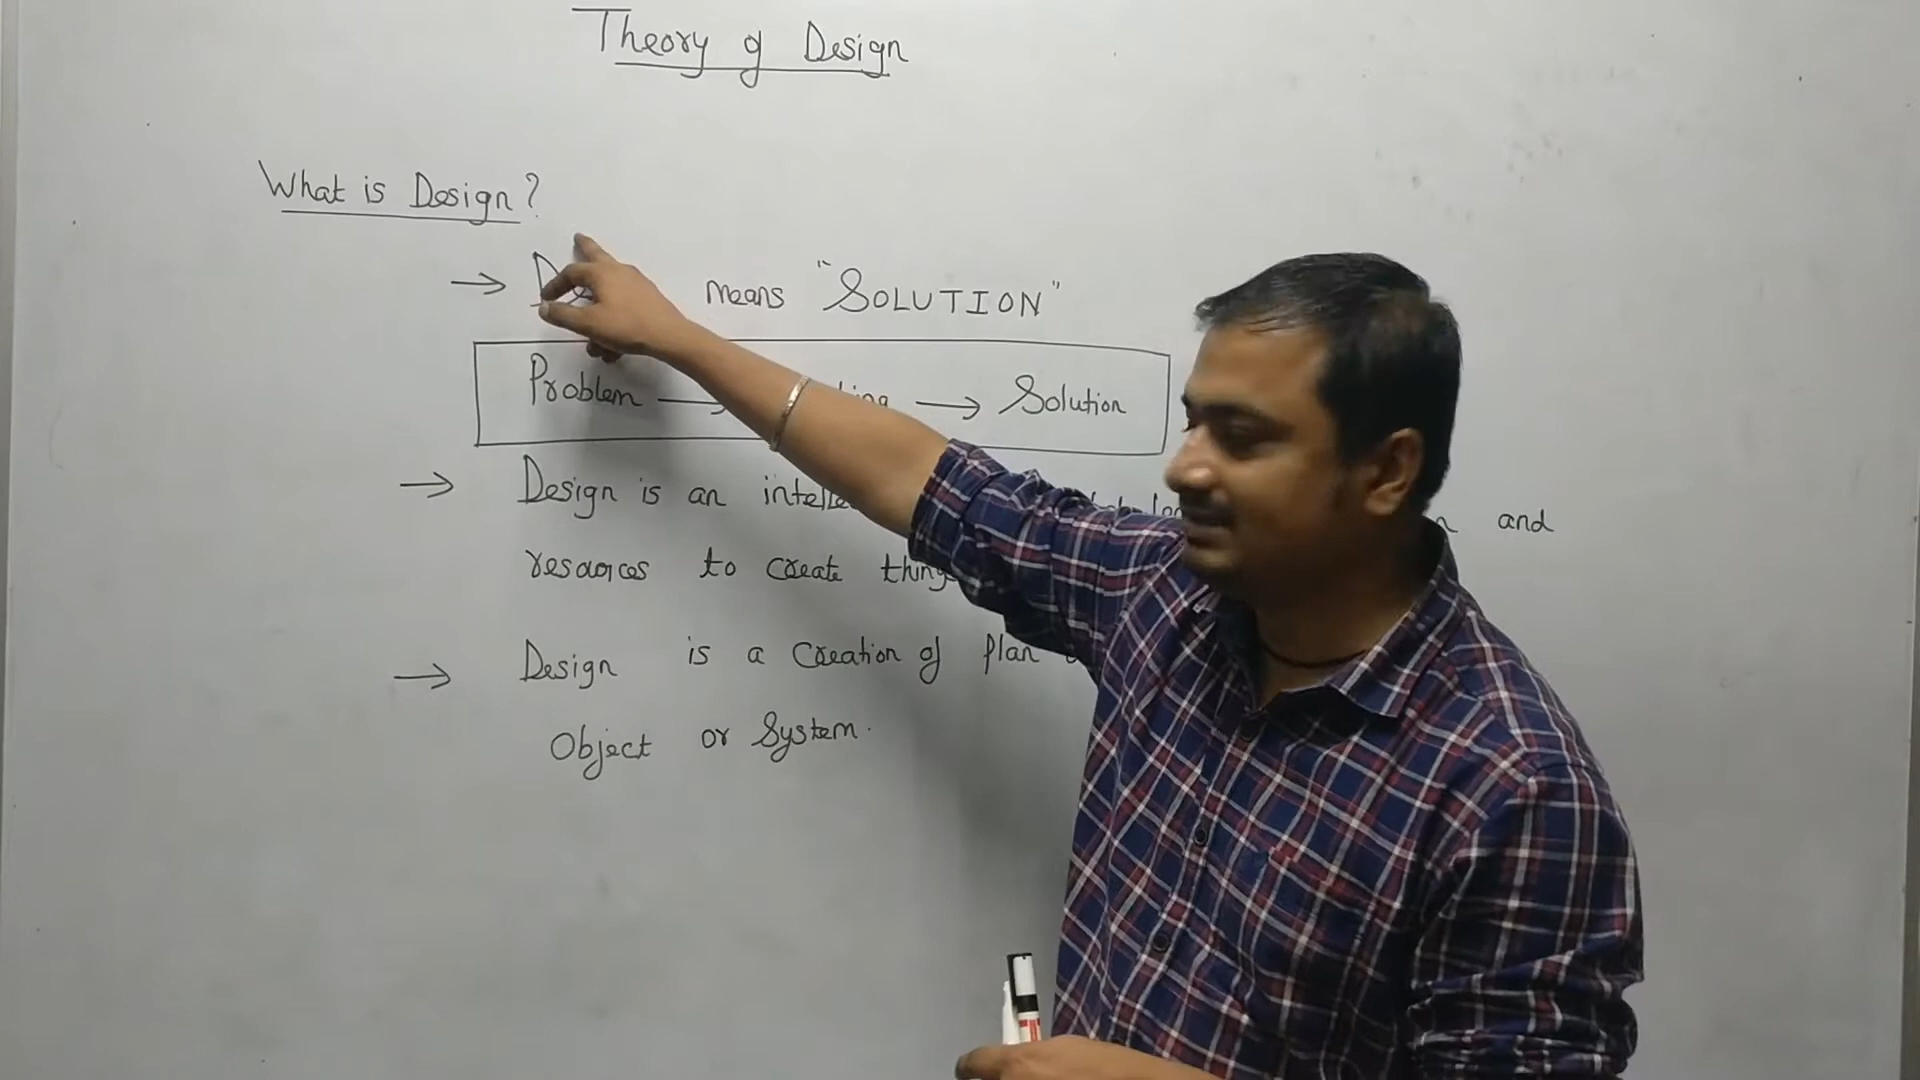 Theory of Design
What is Design?
→ means "SOLUTION"
Problem → → Solution
→ Design is an and
resources to create things
→ Design is a Creation of Plan
Object or System.